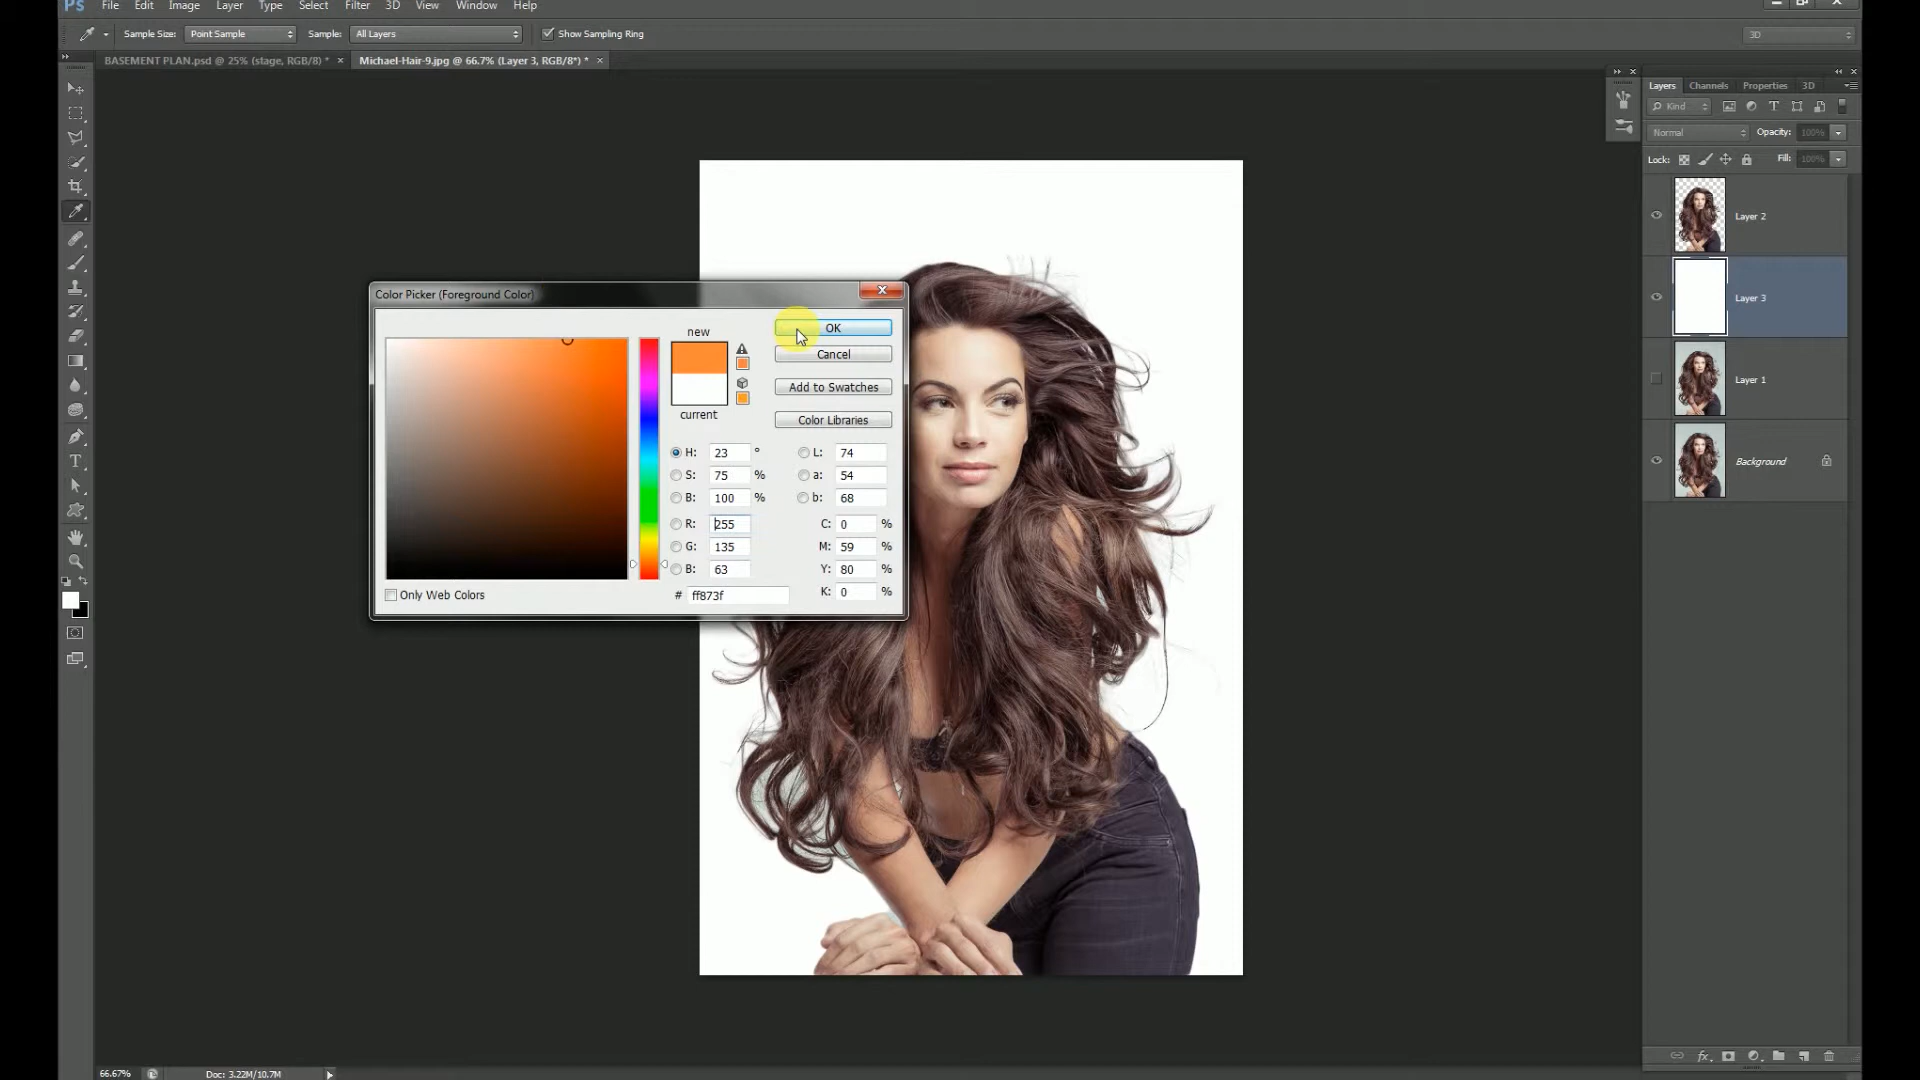 Ps File Edit Image Layer Type Select Filter 3D View Window Help
Sample Size: Point Sample Sample: All Layers Show Sampling Ring 3D
BASEMENT PLAN.psd @ 25% (stage, RGB/8) * × Michael-Hair-9.jpg @ 66.7% (Layer 3, RGB/8*) * ×
Layers Channels Properties 3D
Kind
Normal Opacity: 100%
Lock: Fill: 100%
Layer 2
Layer 3
Layer 1
Background
Color Picker (Foreground Color)
new
current
OK
Cancel
Add to Swatches
Color Libraries
H: 23 ° L: 74
S: 75 % a: 54
B: 100 % b: 68
R: 255 C: 0 %
G: 135 M: 59 %
B: 63 Y: 80 %
# ff873f K: 0 %
Only Web Colors
66.67% Doc: 3.22M/10.7M